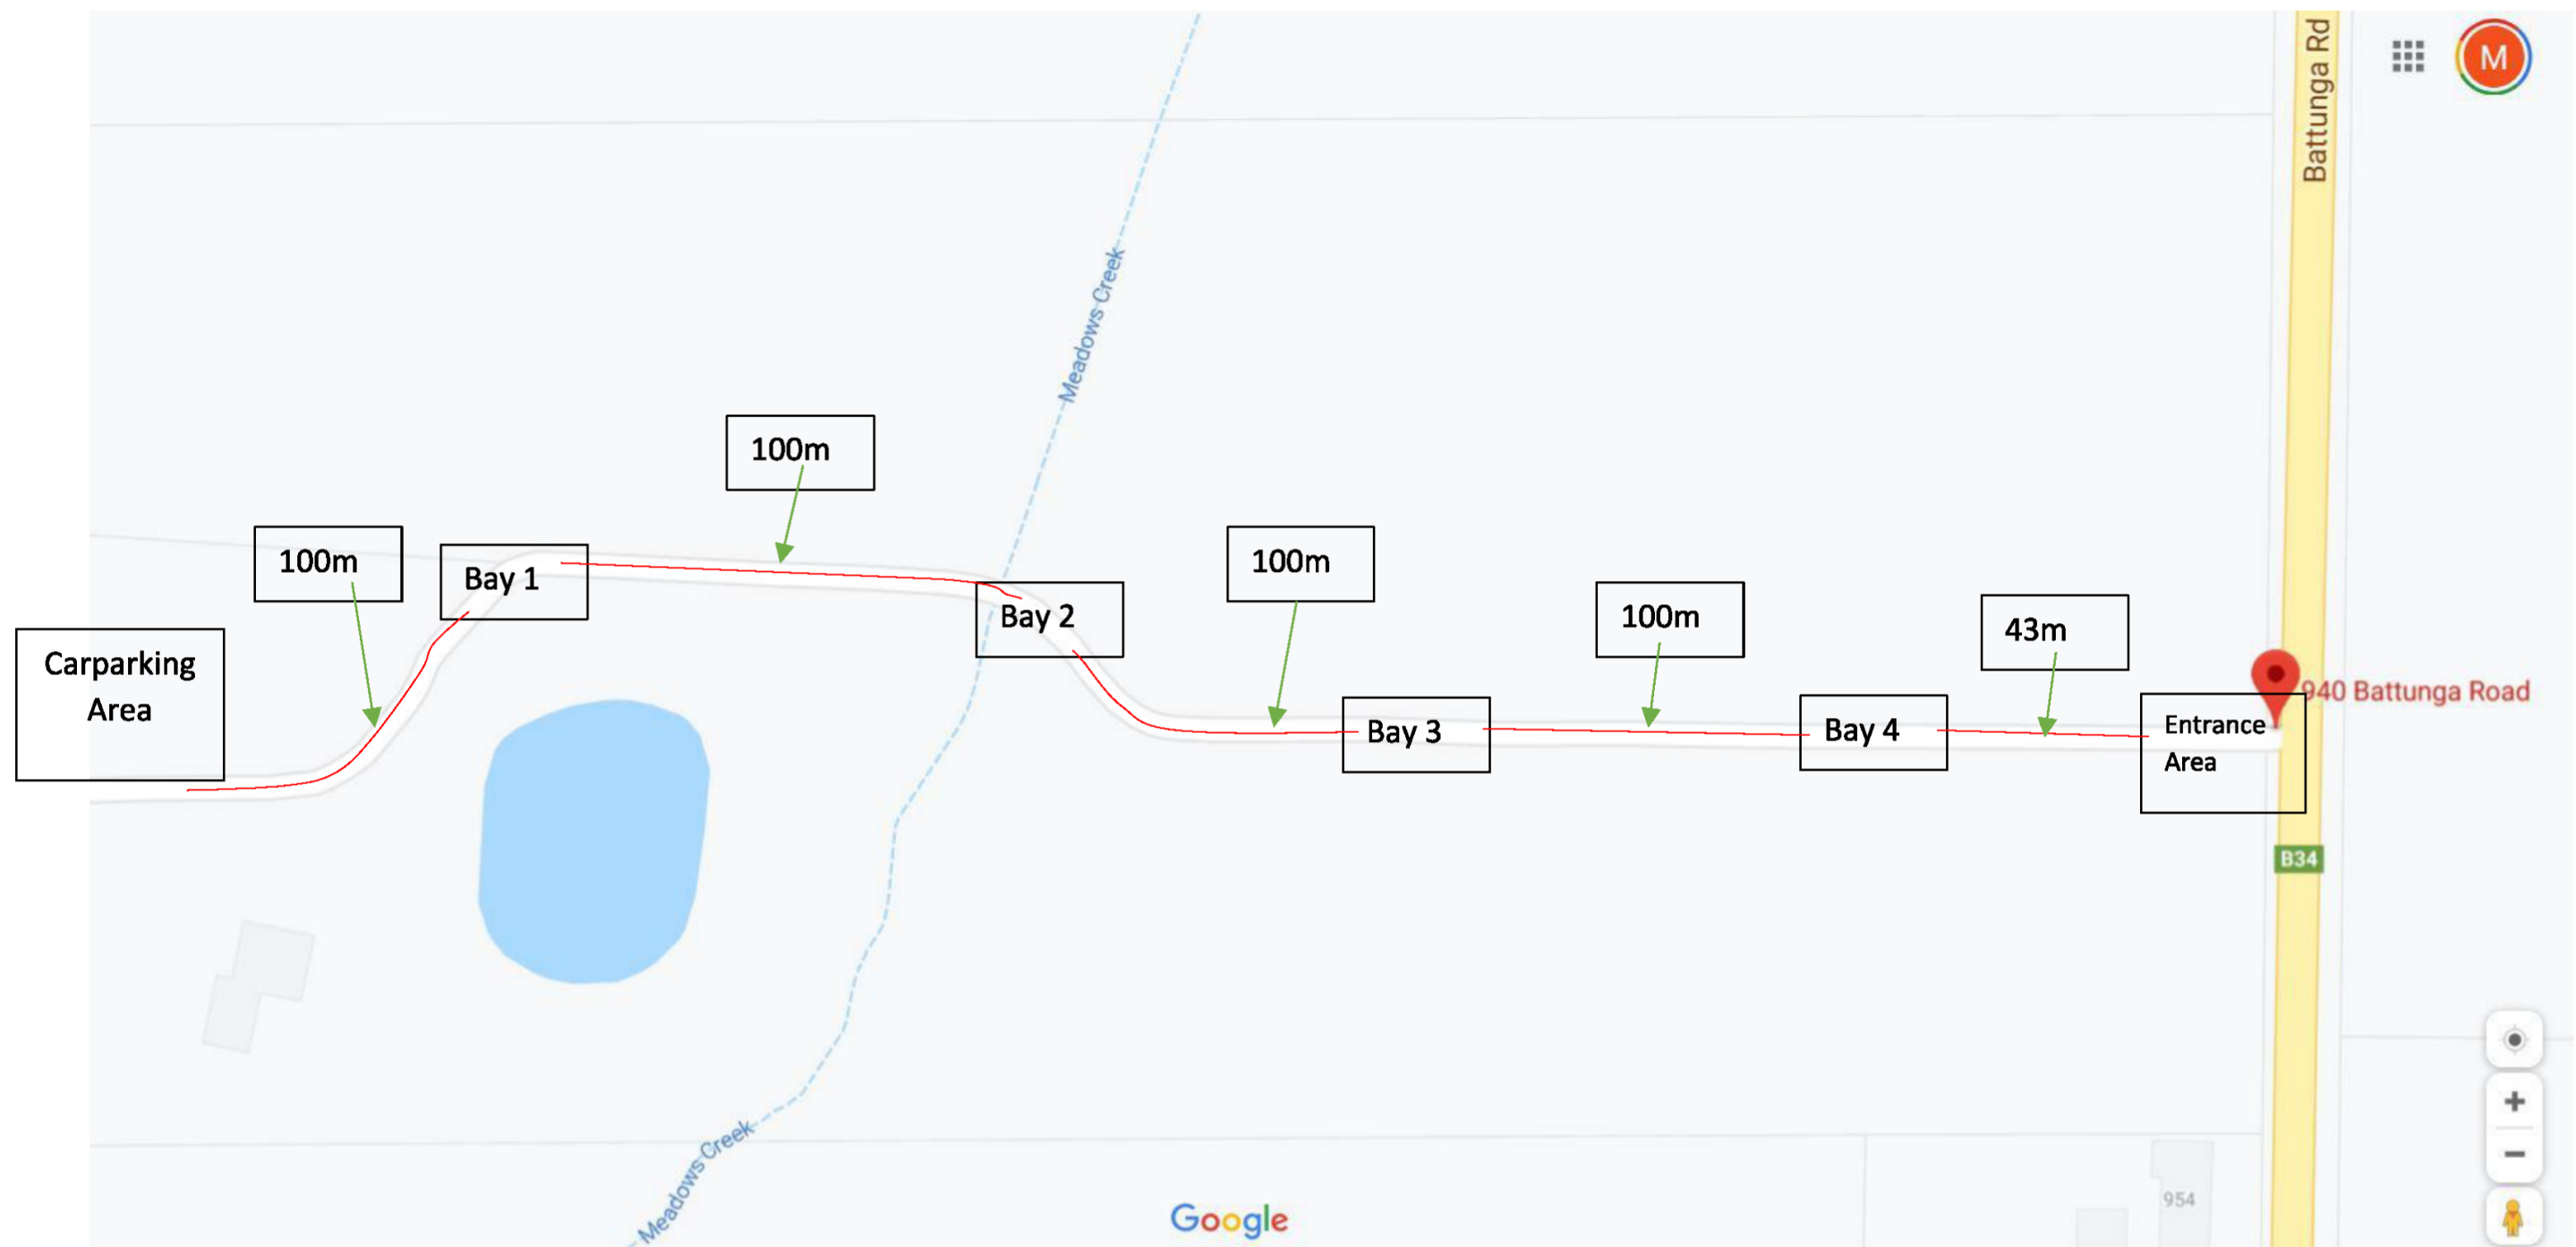 Battunga Rd
M
Meadows Creek
100m
100m
100m
100m
43m
Bay 1
Bay 2
Carparking
Area
Bay 3
Bay 4
Entrance
Area
940 Battunga Road
B34
Meadows Creek
Google
954